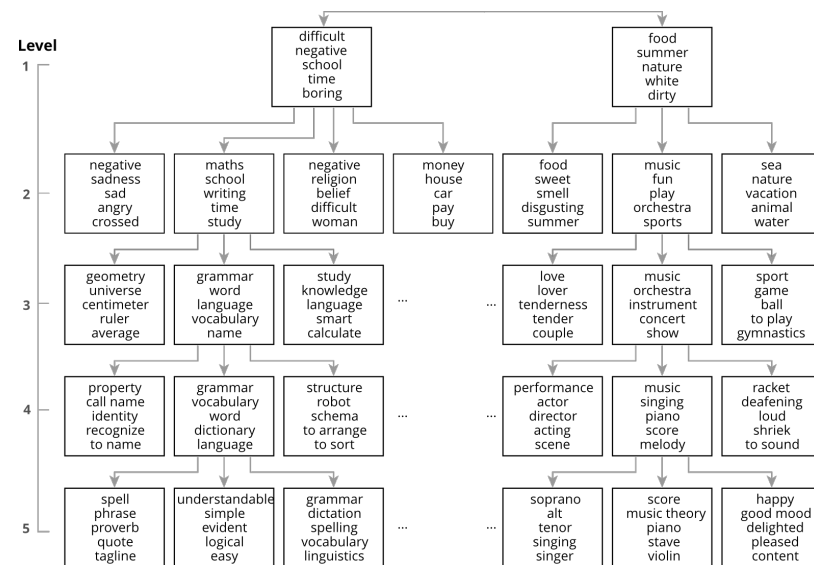 Level
1
difficult
negative
school
time
boring
food
summer
nature
white
dirty
2
negative
sadness
sad
angry
crossed
maths
school
writing
time
study
negative
religion
belief
difficult
woman
money
house
car
pay
buy
food
sweet
smell
disgusting
summer
music
fun
play
orchestra
sports
sea
nature
vacation
animal
water
3
geometry
universe
centimeter
ruler
average
grammar
word
language
vocabulary
name
study
knowledge
language
smart
calculate
...
...
love
lover
tenderness
tender
couple
music
orchestra
instrument
concert
show
sport
game
ball
to play
gymnastics
4
property
call name
identity
recognize
to name
grammar
vocabulary
word
dictionary
language
structure
robot
schema
to arrange
to sort
...
...
performance
actor
director
acting
scene
music
singing
piano
score
melody
racket
deafening
loud
shriek
to sound
5
spell
phrase
proverb
quote
tagline
understandable
simple
evident
logical
easy
grammar
dictation
spelling
vocabulary
linguistics
...
...
soprano
alt
tenor
singing
singer
score
music theory
piano
stave
violin
happy
good mood
delighted
pleased
content